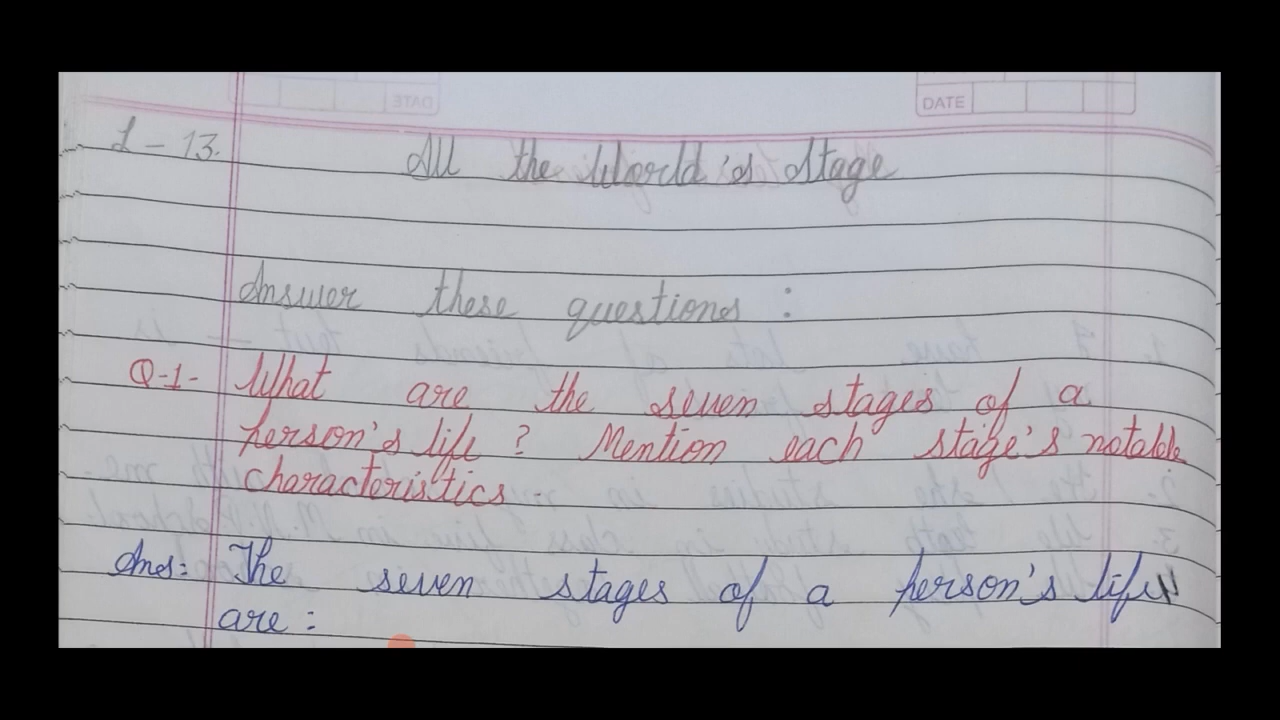 DATE
L-13.
All the World's Stage
Answer these questions :
Q-1- What are the seven stages of a
person's life ? Mention each stage's notable
characteristics.
Ans: The seven stages of a person's life
are :